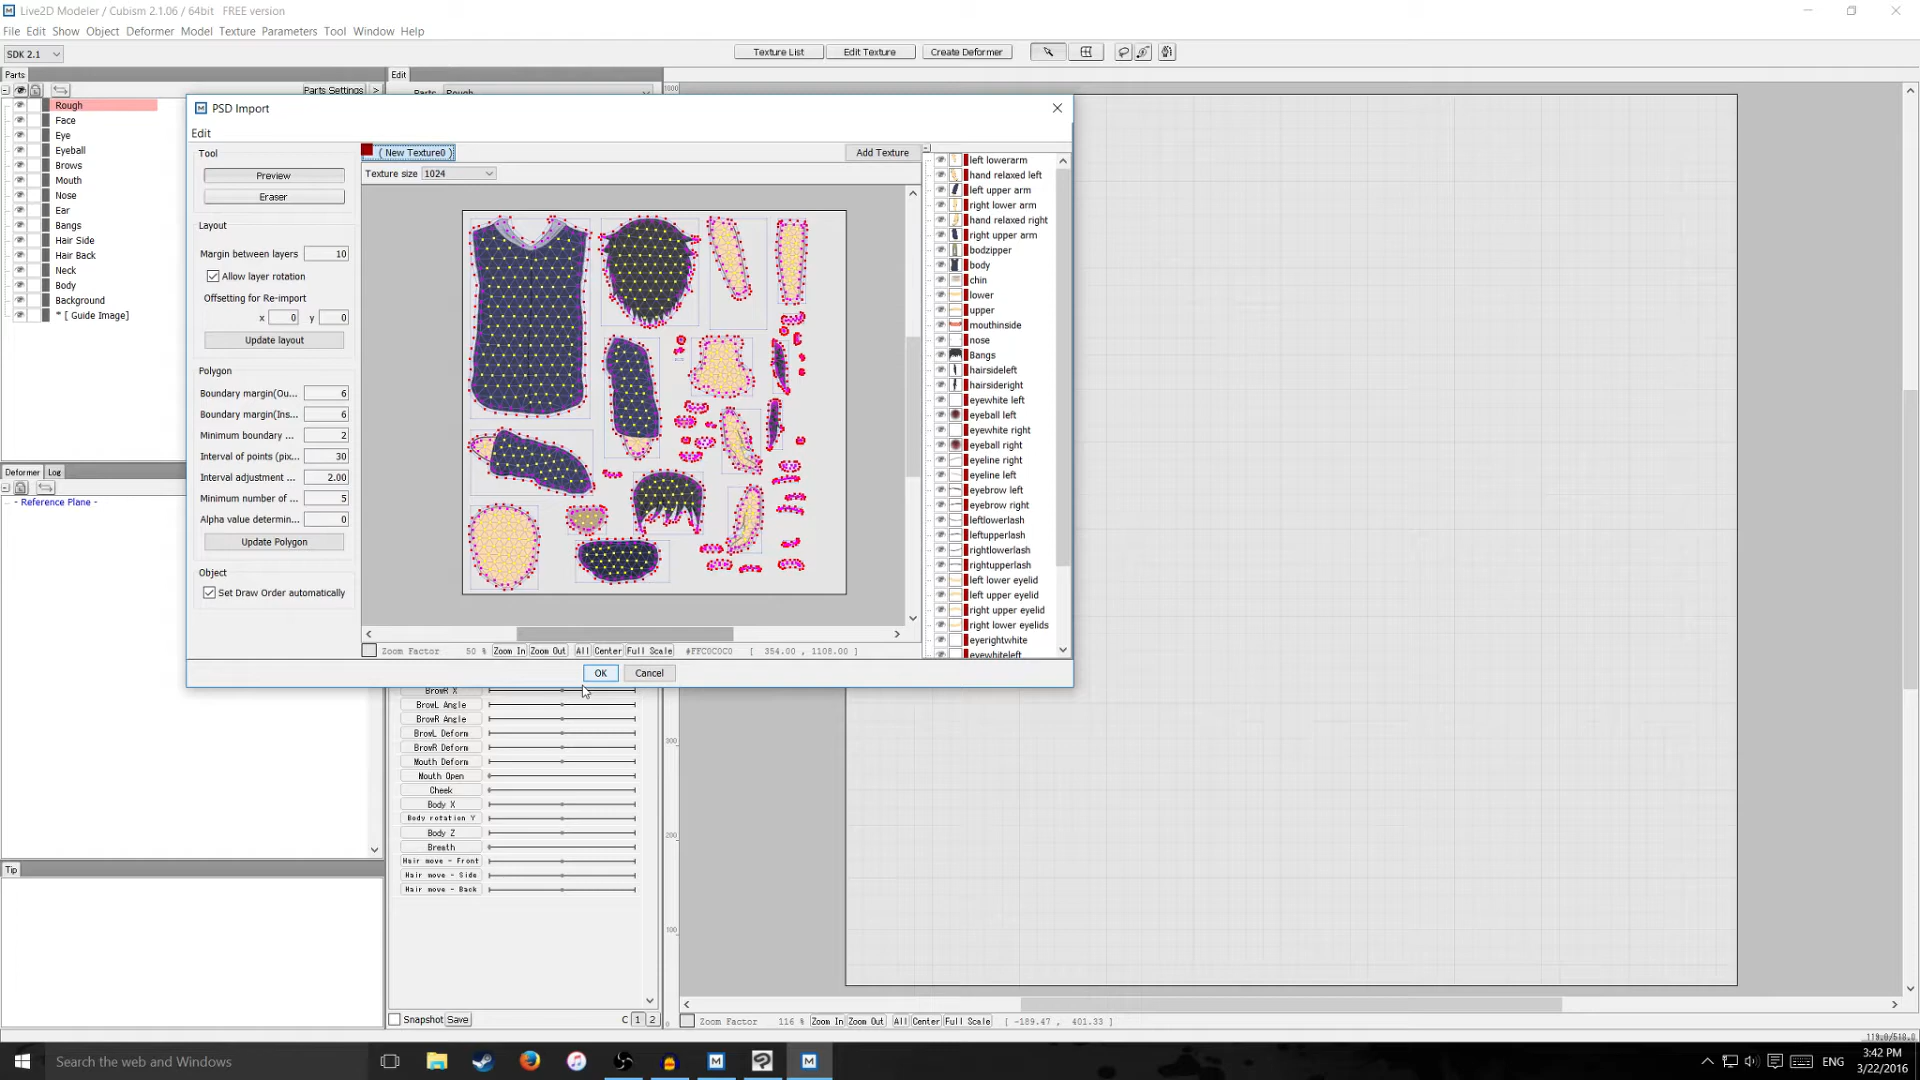 Live2D Modeler / Cubism 2.1.06 / 64bit    FREE version
File Edit Show Object Deformer Model Texture Parameters Tool Window Help
SDK 2.1
Texture List
Edit Texture
Create Deformer
Parts
Parts Settings
>
Rough
Face
Eye
Eyeball
Brows
Mouth
Nose
Ear
Bangs
Hair Side
Hair Back
Neck
Body
Background
* [ Guide Image]
Deformer Log
- Reference Plane -
Tip
Edit
PSD Import
Edit
Tool
Preview
Eraser
Layout
Margin between layers 10
Allow layer rotation
Offsetting for Re-import
x 0 y 0
Update layout
Polygon
Boundary margin(Ou... 6
Boundary margin(Ins... 6
Minimum boundary ... 2
Interval of points (pix... 30
Interval adjustment ... 2.00
Minimum number of ... 5
Alpha value determin... 0
Update Polygon
Object
Set Draw Order automatically
( New Texture0 )
Add Texture
Texture size 1024
Zoom Factor 50 % Zoom In Zoom Out All Center Full Scale #FFC0C0C0 [ 354.00 , 1108.00 ]
left lowerarm
hand relaxed left
left upper arm
right lower arm
hand relaxed right
right upper arm
bodzipper
body
chin
lower
upper
mouthinside
nose
Bangs
hairsideleft
hairsideright
eyewhite left
eyeball left
eyewhite right
eyeball right
eyeline right
eyeline left
eyebrow left
eyebrow right
leftlowerlash
leftupperlash
rightlowerlash
rightupperlash
left lower eyelid
left upper eyelid
right upper eyelid
right lower eyelids
eyerightwhite
eyewhiteleft
OK
Cancel
BrowR X
BrowL Angle
BrowR Angle
BrowL Deform
BrowR Deform
Mouth Deform
Mouth Open
Cheek
Body X
Body rotation Y
Body Z
Breath
Hair move - Front
Hair move - Side
Hair move - Back
Snapshot Save
C 1 2
1000
300
200
100
0
Zoom Factor 116 % Zoom In Zoom Out All Center Full Scale [ -189.47 , 401.33 ]
Search the web and Windows
ENG
3:42 PM
3/22/2016